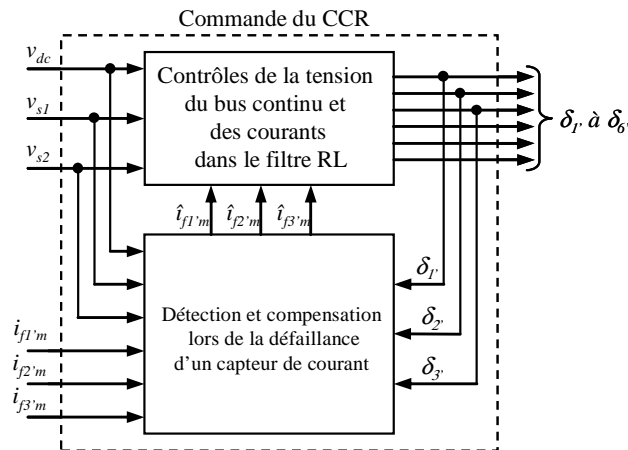 Commande du CCR
v_dc
v_s1
v_s2
Contrôles de la tension
du bus continu et
des courants
dans le filtre RL
δ_1' à δ_6'
î_f1'm î_f2'm î_f3'm
δ_1'
δ_2'
δ_3'
Détection et compensation
lors de la défaillance
d'un capteur de courant
i_f1'm
i_f2'm
i_f3'm